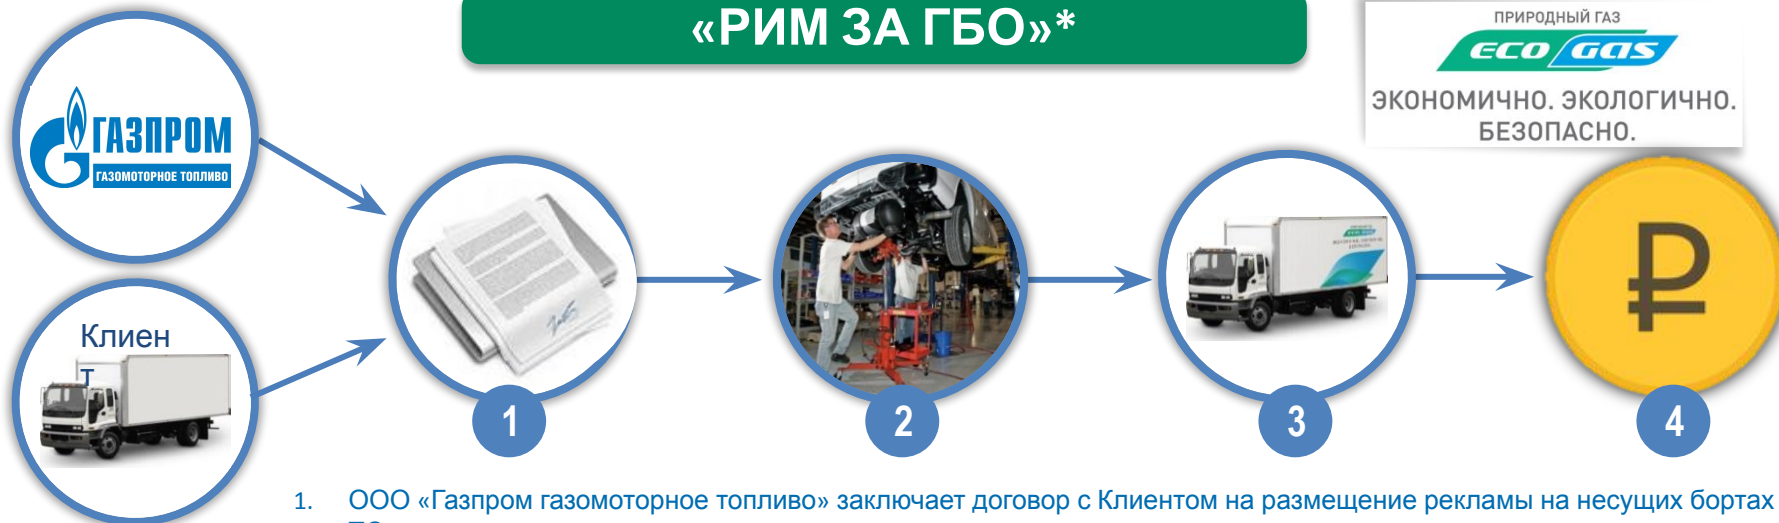 «РИМ ЗА ГБО»*
ПРИРОДНЫЙ ГАЗ
ECO GAS
ЭКОНОМИЧНО. ЭКОЛОГИЧНО.
БЕЗОПАСНО.
ГАЗПРОМ
ГАЗОМОТОРНОЕ ТОПЛИВО
Клиен
т
1
2
3
4
1. ООО «Газпром газомоторное топливо» заключает договор с Клиентом на размещение рекламы на несущих бортах